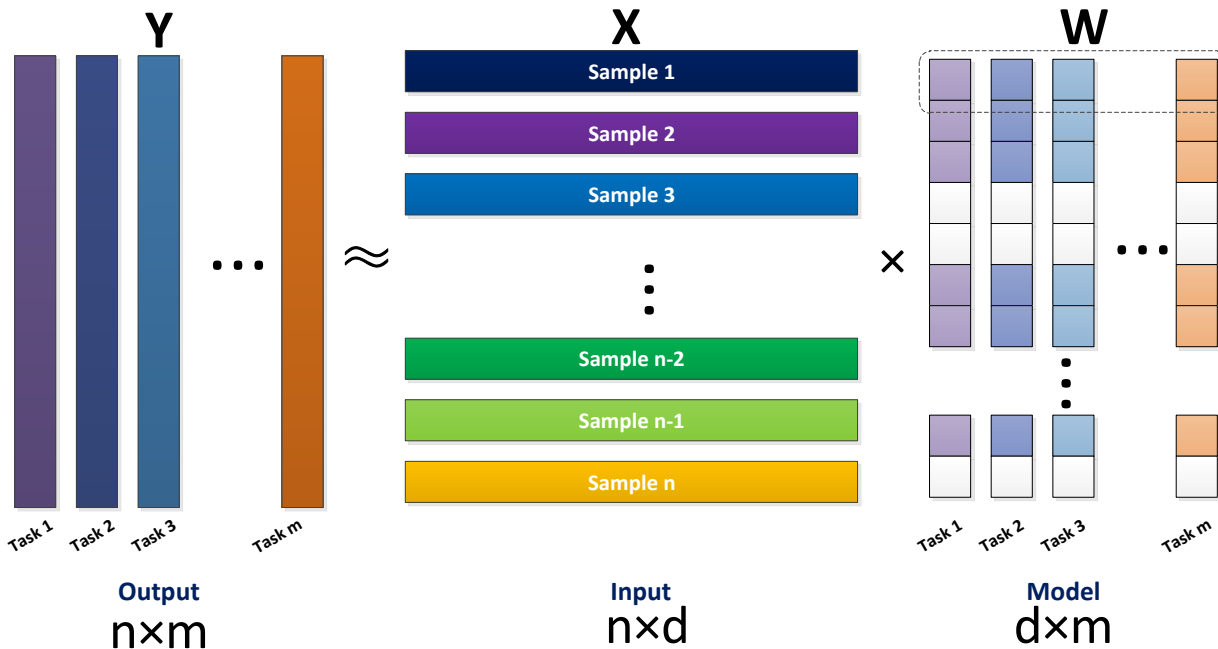 Y
X
W
Sample 1
Sample 2
Sample 3
...
≈
⋮
×
...
⋮
Sample n-2
Sample n-1
Sample n
Task 1
Task 2
Task 3
Task m
Task 1
Task 2
Task 3
Task m
Output
Input
Model
n×m
n×d
d×m